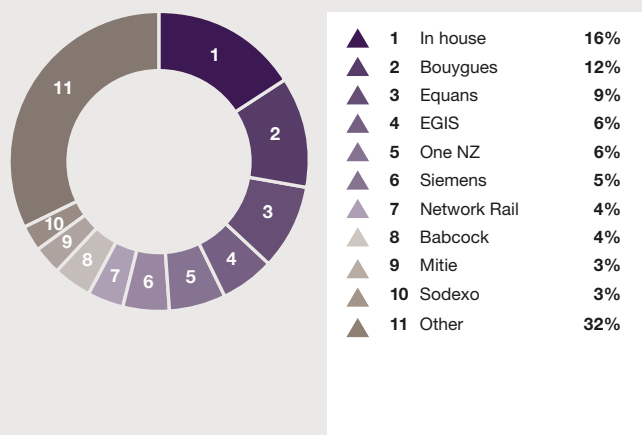 1 In house 16%
2 Bouygues 12%
3 Equans 9%
4 EGIS 6%
5 One NZ 6%
6 Siemens 5%
7 Network Rail 4%
8 Babcock 4%
9 Mitie 3%
10 Sodexo 3%
11 Other 32%
1
2
3
4
5
6
7
8
9
10
11